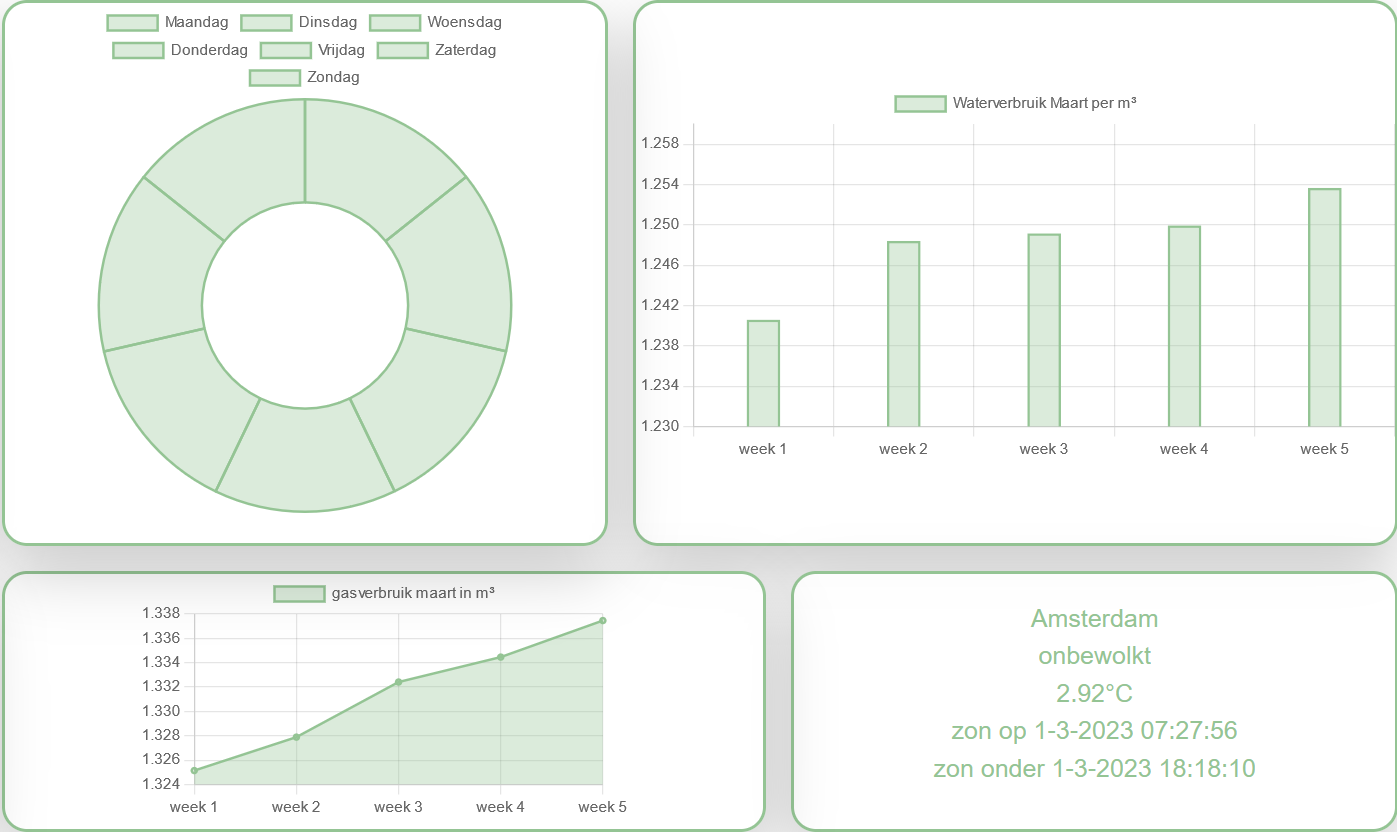 Maandag Dinsdag Woensdag
Donderdag Vrijdag Zaterdag
Zondag
Waterverbruik Maart per m³
1.258
1.254
1.250
1.246
1.242
1.238
1.234
1.230
week 1 week 2 week 3 week 4 week 5
gasverbruik maart in m³
1.338
1.336
1.334
1.332
1.330
1.328
1.326
1.324
week 1 week 2 week 3 week 4 week 5
Amsterdam
onbewolkt
2.92°C
zon op 1-3-2023 07:27:56
zon onder 1-3-2023 18:18:10